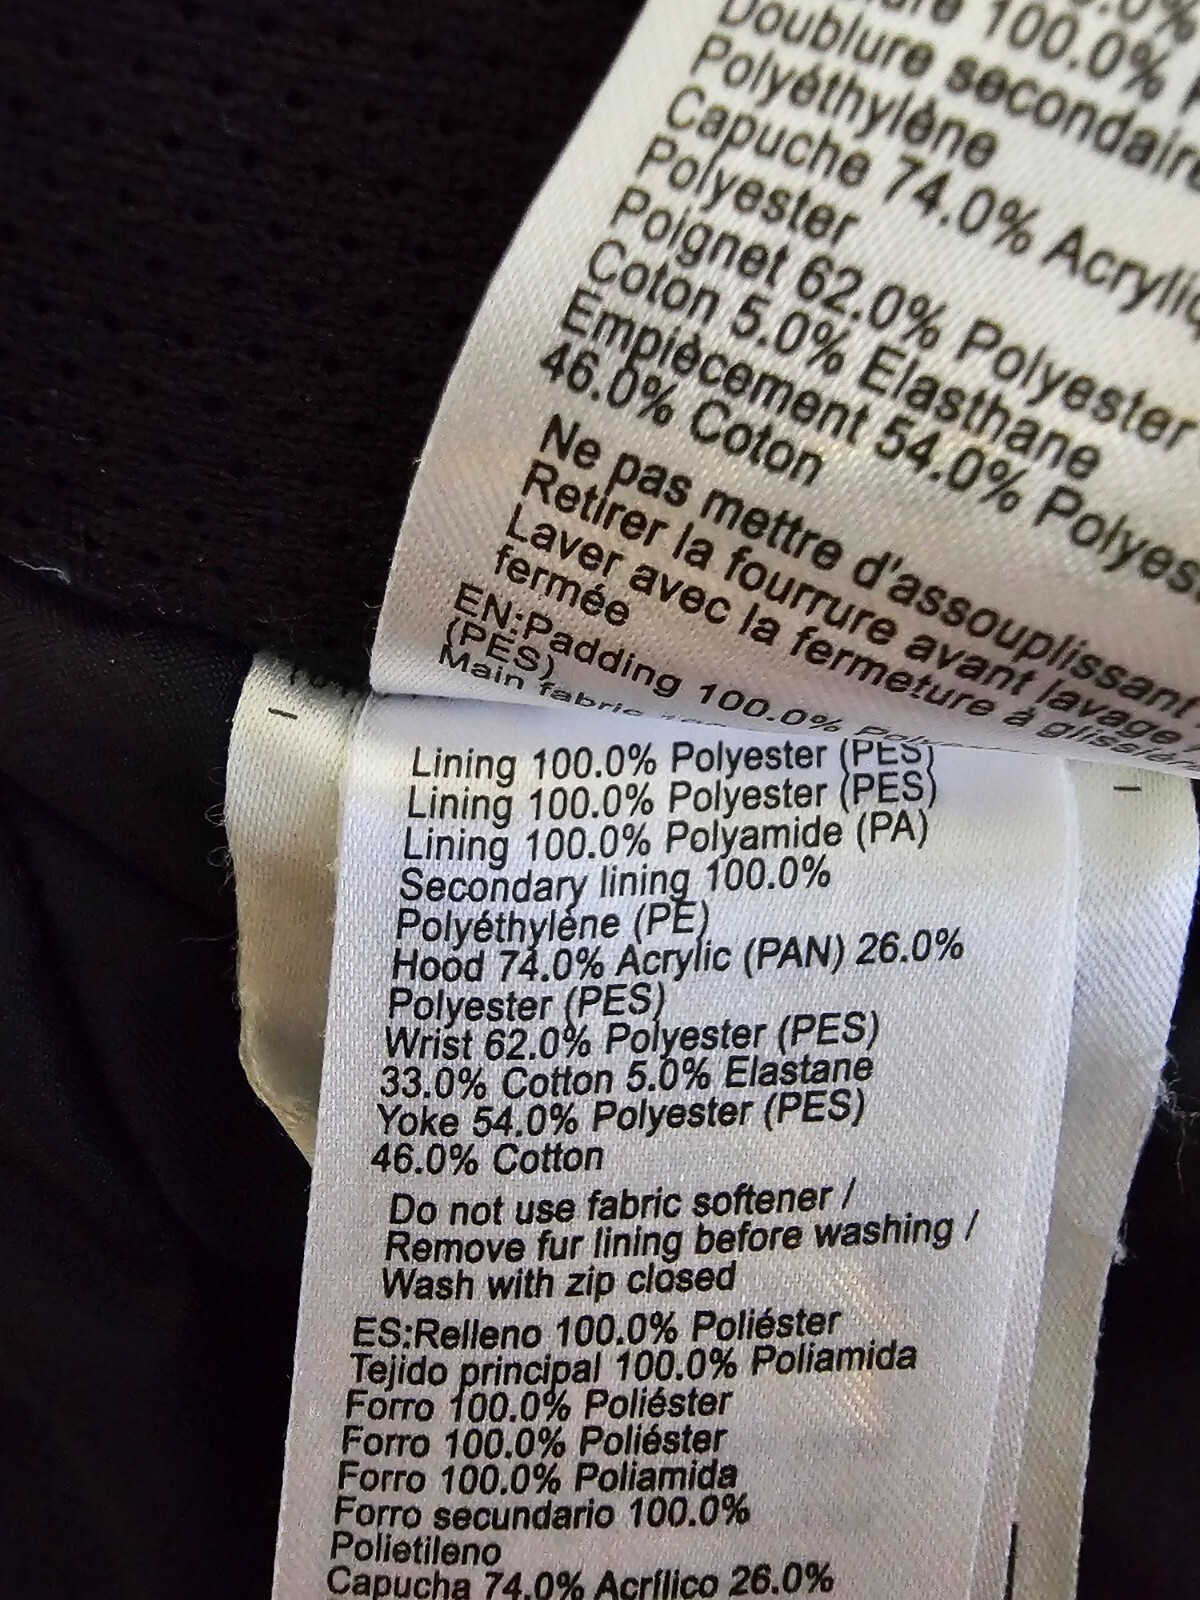 100.0%
Doublure secondaire
Polyéthylène
Capuche 74.0%
Polyester
Poignet 62.0% Polyester
Coton 5.0% Elasthane
Empiècement 54.0%
46.0% Coton
Ne pas mettre d'assouplissant
Retirer la fourrure avant lavage /
Laver avec la fermeture à
fermée
EN:Padding 100.0%
(PES)
Main fabric
Lining 100.0% Polyester (PES)
Lining 100.0% Polyester (PES)
Lining 100.0% Polyamide (PA)
Secondary lining 100.0%
Polyéthylène (PE)
Hood 74.0% Acrylic (PAN) 26.0%
Polyester (PES)
Wrist 62.0% Polyester (PES)
33.0% Cotton 5.0% Elastane
Yoke 54.0% Polyester (PES)
46.0% Cotton
Do not use fabric softener /
Remove fur lining before washing /
Wash with zip closed
ES:Relleno 100.0% Poliéster
Tejido principal 100.0% Poliamida
Forro 100.0% Poliéster
Forro 100.0% Poliéster
Forro 100.0% Poliamida
Forro secundario 100.0%
Polietileno
Capucha 74.0% Acrílico 26.0%